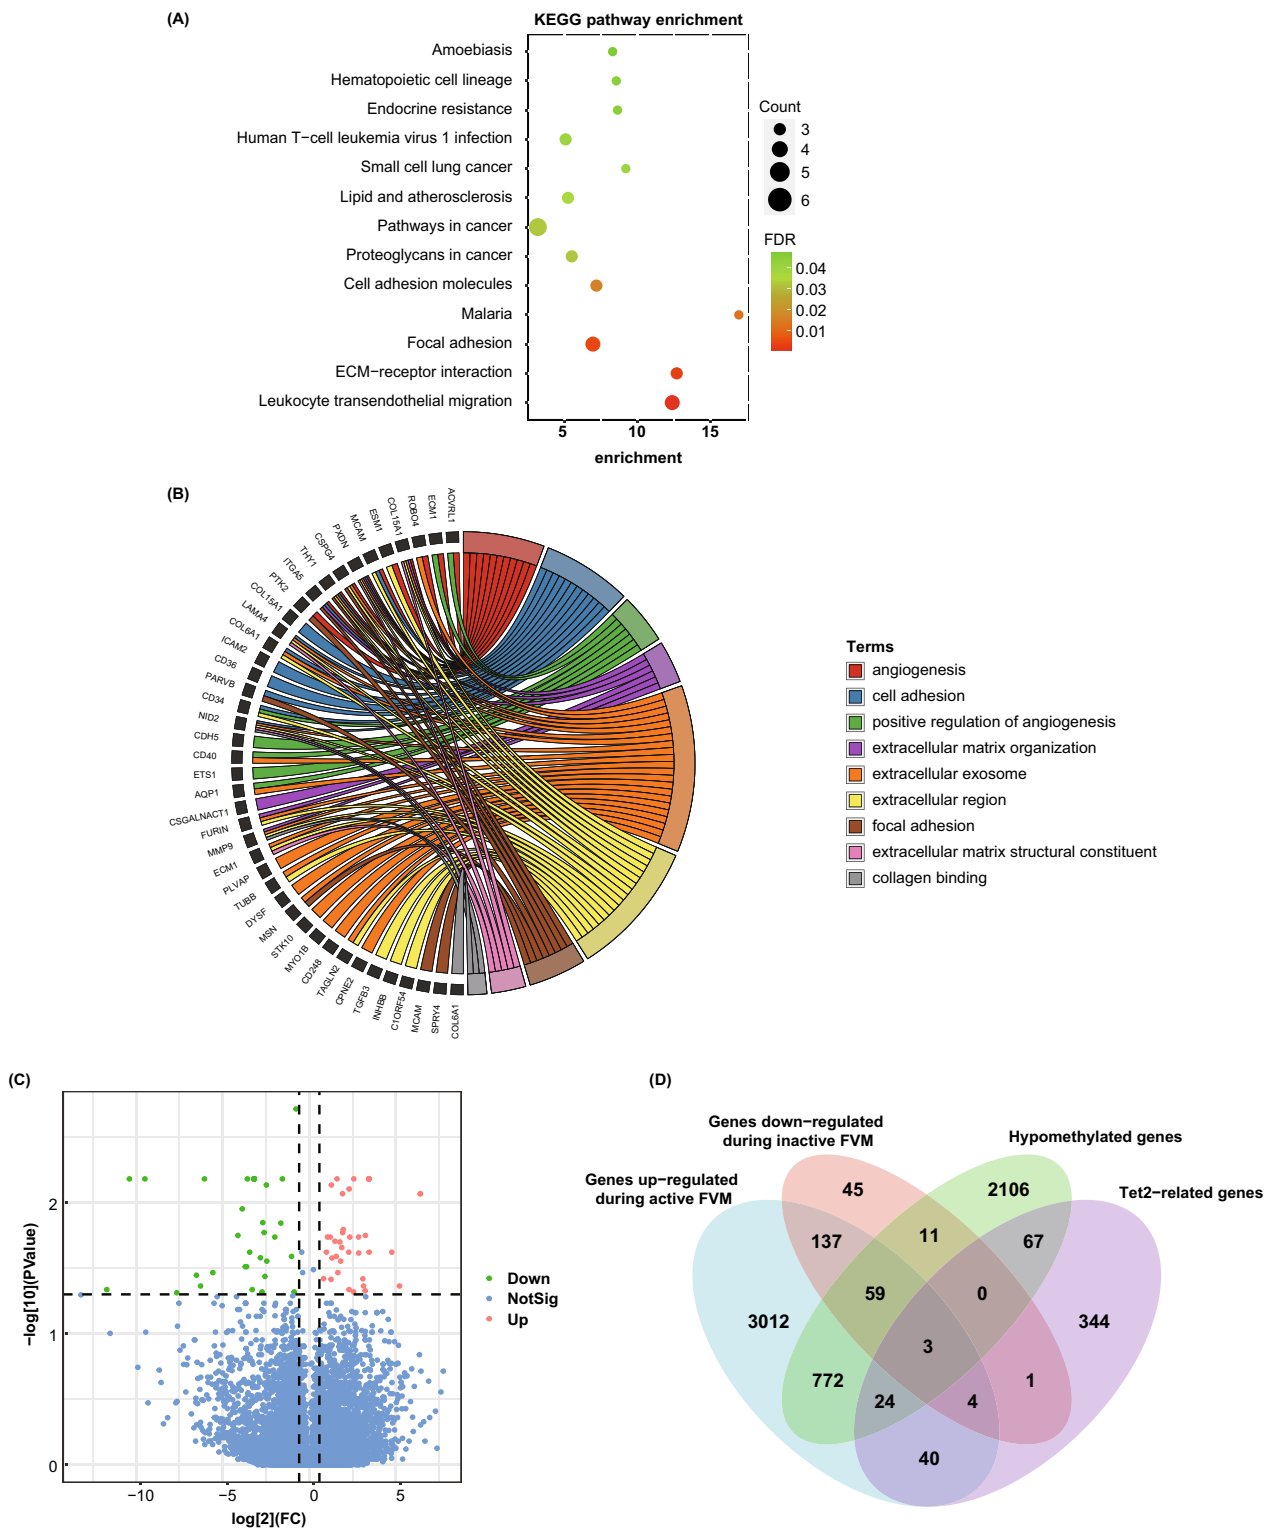 (A)
KEGG pathway enrichment
Amoebiasis
Hematopoietic cell lineage
Endocrine resistance
Human T−cell leukemia virus 1 infection
Small cell lung cancer
Lipid and atherosclerosis
Pathways in cancer
Proteoglycans in cancer
Cell adhesion molecules
Malaria
Focal adhesion
ECM−receptor interaction
Leukocyte transendothelial migration
5 10 15
enrichment
Count
3
4
5
6
FDR
0.04
0.03
0.02
0.01
(B)
ACVRL1
ECM1
ROBO4
COL15A1
ESM1
MCAM
PXDN
CSPG4
THY1
ITGA5
PTK2
COL15A1
LAMA4
COL6A1
ICAM2
CD36
PARVB
CD34
NID2
CDH5
CD40
ETS1
AQP1
CSGALNACT1
FURIN
MMP9
ECM1
PLVAP
TUBB
DYSF
MSN
STK10
MYO1B
CD248
TAGLN2
CPNE2
TGFB3
INHBB
C1ORF54
MCAM
SPRY4
COL6A1
Terms
angiogenesis
cell adhesion
positive regulation of angiogenesis
extracellular matrix organization
extracellular exosome
extracellular region
focal adhesion
extracellular matrix structural constituent
collagen binding
(C)
−log[10](PValue)
2
1
0
−10 −5 0 5
log[2](FC)
Down
NotSig
Up
(D)
Genes down−regulated
during inactive FVM
Hypomethylated genes
Genes up−regulated
during active FVM
Tet2−related genes
45
2106
137
11
67
59
0
3012
344
3
772
24
4
1
40